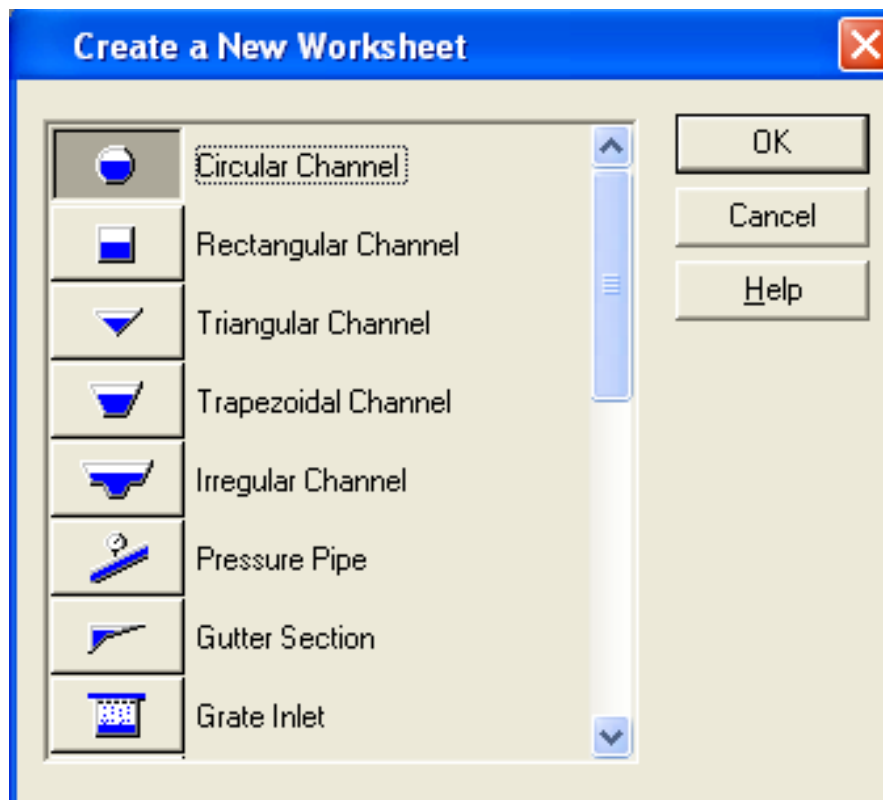 Create a New Worksheet
Circular Channel
Rectangular Channel
Triangular Channel
Trapezoidal Channel
Irregular Channel
Pressure Pipe
Gutter Section
Grate Inlet
OK
Cancel
Help